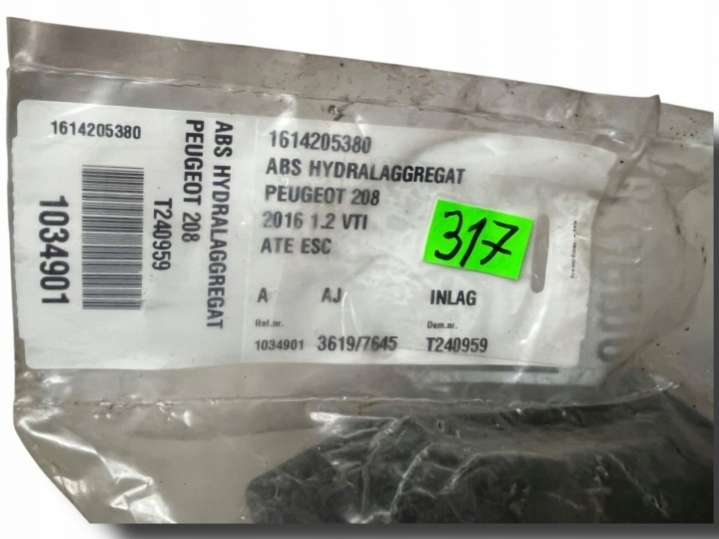 1614205380
1034901
ABS HYDRALAGGREGAT
PEUGEOT 208
T240959
1614205380
ABS HYDRALAGGREGAT
PEUGEOT 208
2016 1.2 VTI
ATE ESC
317
A AJ INLAG
Ref.nr. Dem.nr.
1034901 3619/7645 T240959